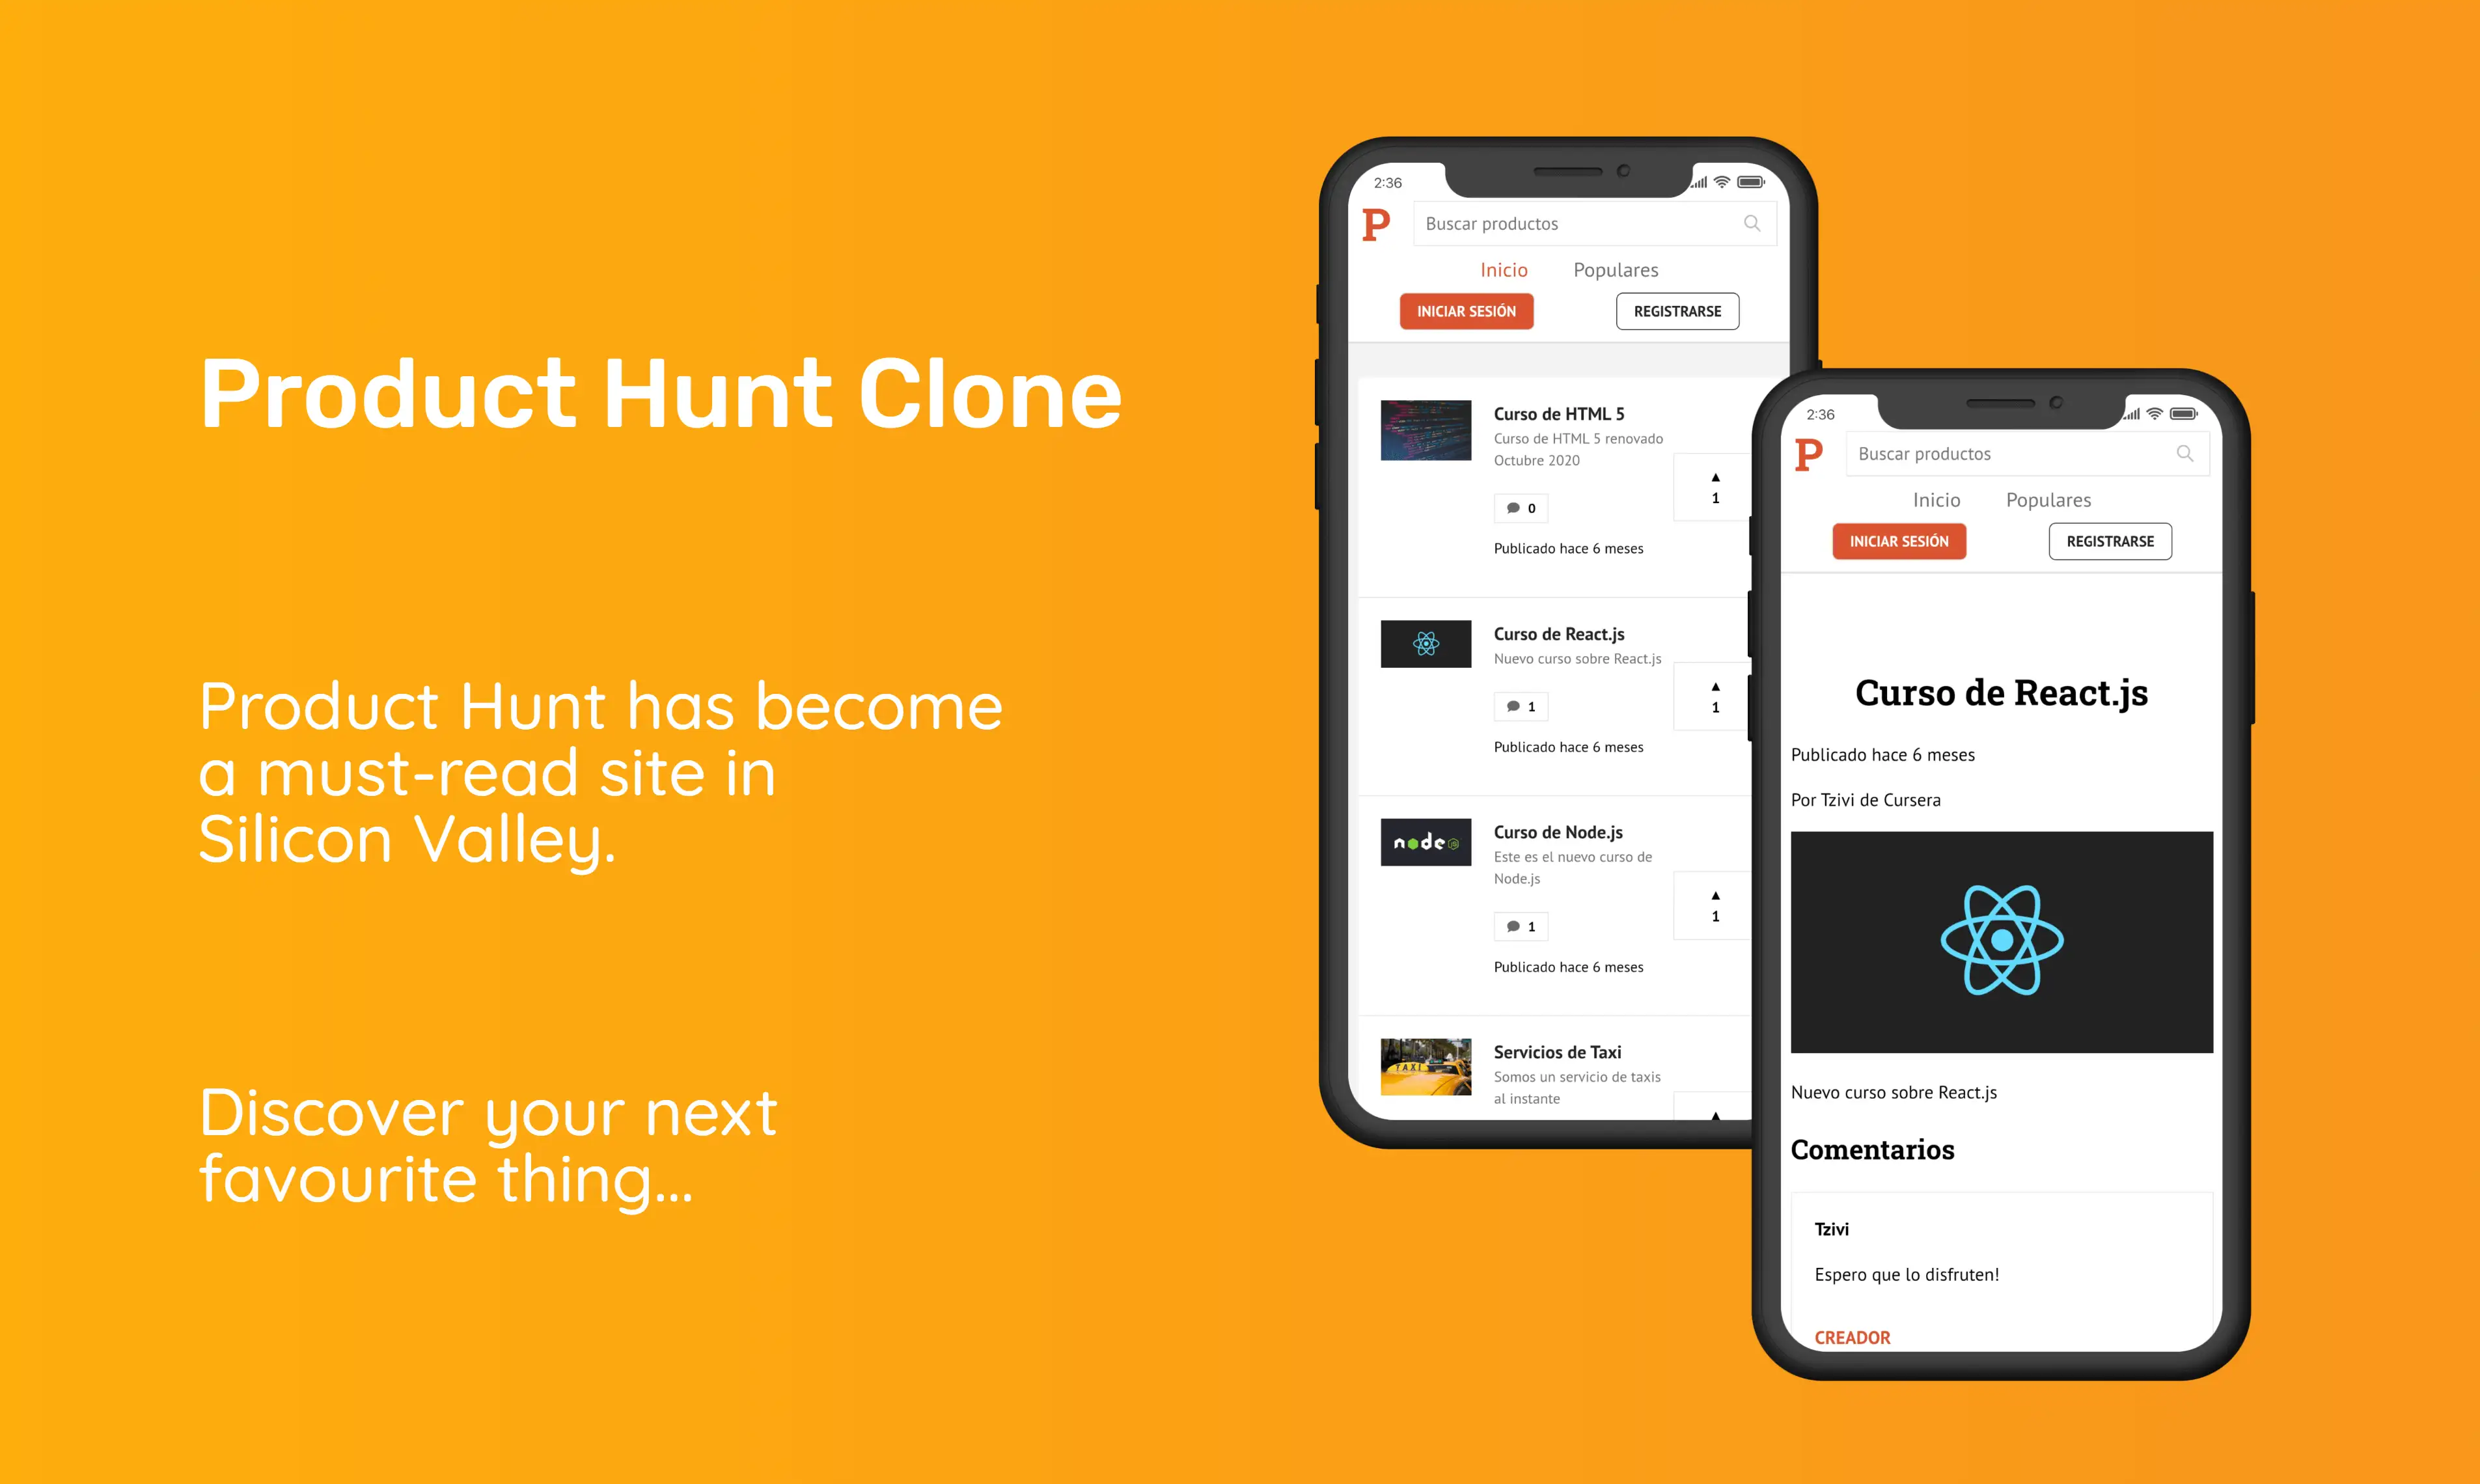 Product Hunt Clone
Product Hunt has become
a must-read site in
Silicon Valley.
Discover your next
favourite thing...
2:36
P
Buscar productos
Inicio Populares
INICIAR SESIÓN REGISTRARSE
Curso de HTML 5
Curso de HTML 5 renovado
Octubre 2020
▲
1
0
Publicado hace 6 meses
Curso de React.js
Nuevo curso sobre React.js
▲
1
1
Publicado hace 6 meses
node JS
Curso de Node.js
Este es el nuevo curso de
Node.js
▲
1
1
Publicado hace 6 meses
TAXI
Servicios de Taxi
Somos un servicio de taxis
al instante
▲
2:36
P
Buscar productos
Inicio Populares
INICIAR SESIÓN REGISTRARSE
Curso de React.js
Publicado hace 6 meses
Por Tzivi de Cursera
Nuevo curso sobre React.js
Comentarios
Tzivi
Espero que lo disfruten!
CREADOR